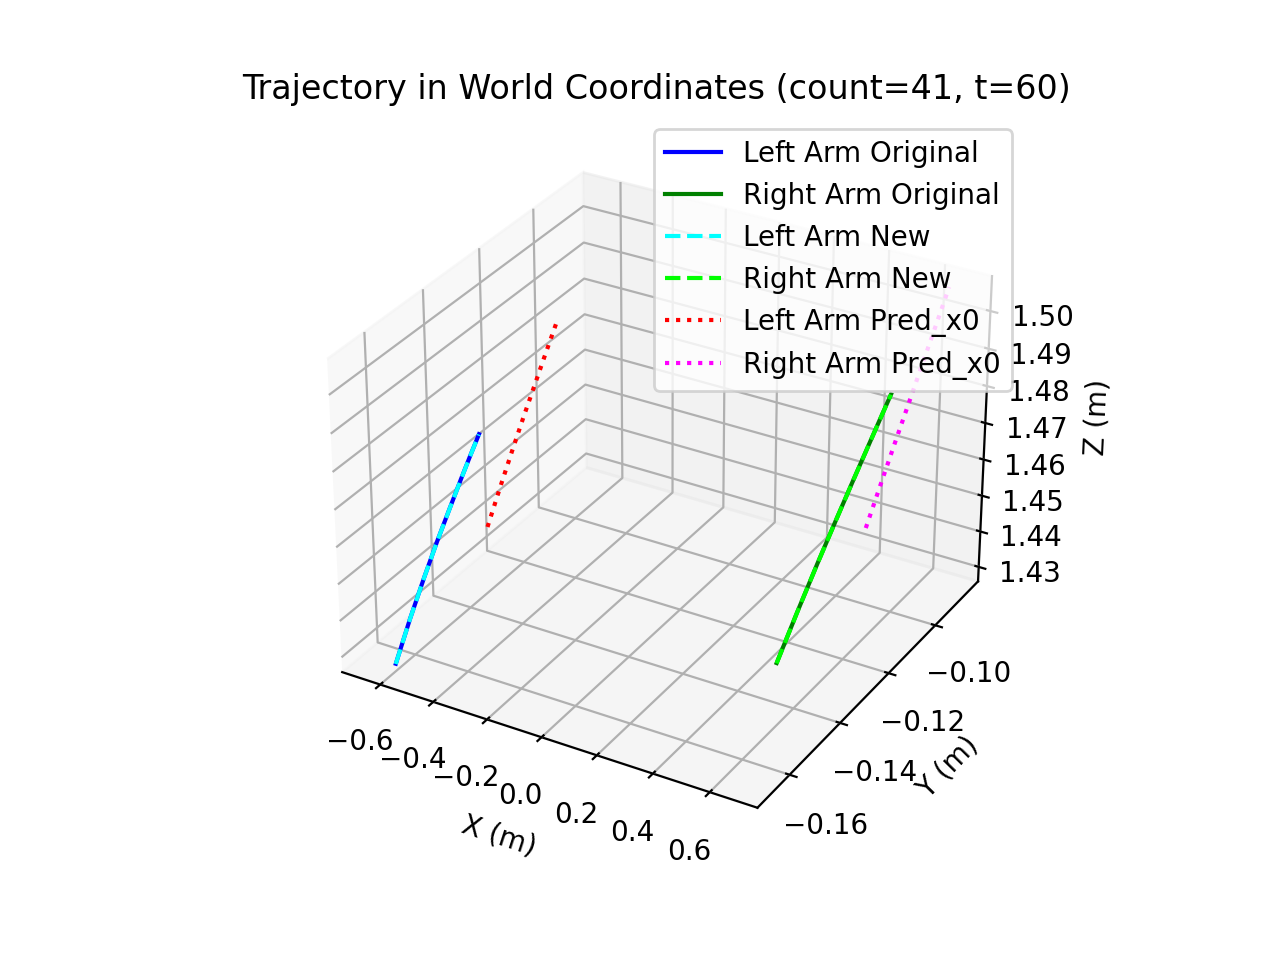 Trajectory in World Coordinates (count=41, t=60)
Left Arm Original
Right Arm Original
Left Arm New
Right Arm New
Left Arm Pred_x0
Right Arm Pred_x0
1.50
1.49
1.48
1.47
1.46
1.45
1.44
1.43
Z (m)
−0.10
−0.12
−0.14
−0.16
Y (m)
−0.6
−0.4
−0.2
0.0
0.2
0.4
0.6
X (m)